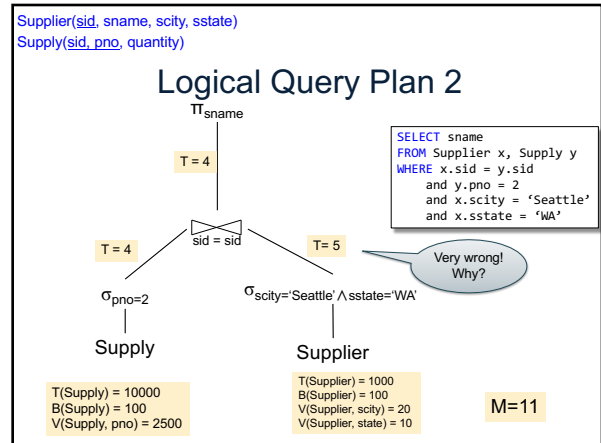 Supplier(sid, sname, scity, sstate)
Supply(sid, pno, quantity)
Logical Query Plan 2
Πsname
T = 4
SELECT sname
FROM Supplier x, Supply y
WHERE x.sid = y.sid
and y.pno = 2
and x.scity = ‘Seattle’
and x.sstate = ‘WA’
sid = sid
T = 4
T= 5
Very wrong!
Why?
σpno=2
σscity=‘Seattle’∧sstate=‘WA’
Supply
Supplier
T(Supply) = 10000
B(Supply) = 100
V(Supply, pno) = 2500
T(Supplier) = 1000
B(Supplier) = 100
V(Supplier, scity) = 20
V(Supplier, state) = 10
M=11